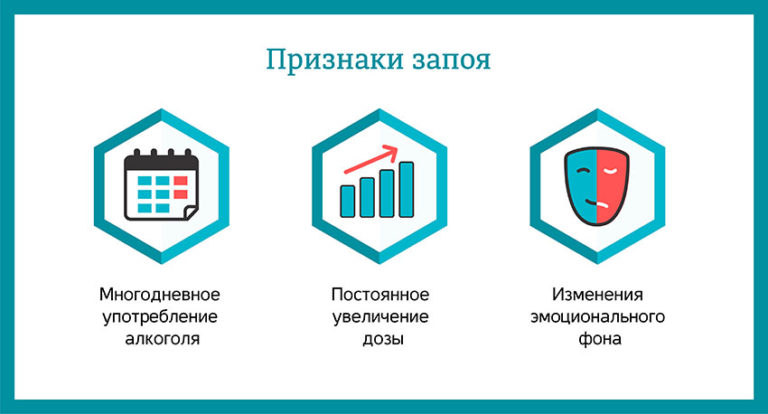 Признаки запоя
Многодневное
употребление
алкоголя
Постоянное
увеличение
дозы
Изменения
эмоционального
фона